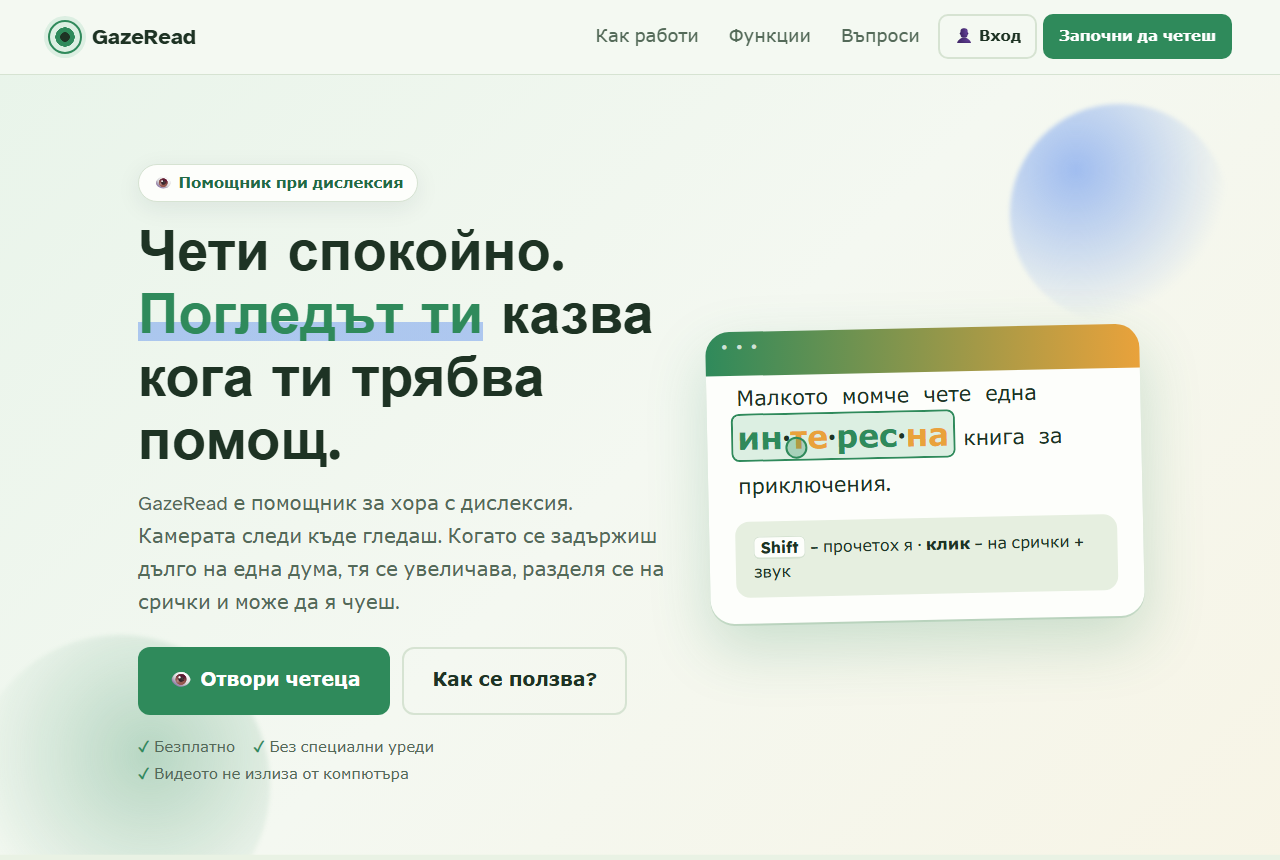 GazeRead
Как работи
Функции
Въпроси
Вход
Започни да четеш
Помощник при дислексия
Чети спокойно.
Погледът ти казва
кога ти трябва
помощ.
GazeRead е помощник за хора с дислексия.
Камерата следи къде гледаш. Когато се задържиш
дълго на една дума, тя се увеличава, разделя се на
срички и може да я чуеш.
Отвори четеца
Как се ползва?
✓ Безплатно ✓ Без специални уреди
✓ Видеото не излиза от компютъра
Малкото момче чете една
ин·те·рес·на книга за
приключения.
Shift – прочетох я · клик – на срички +
звук